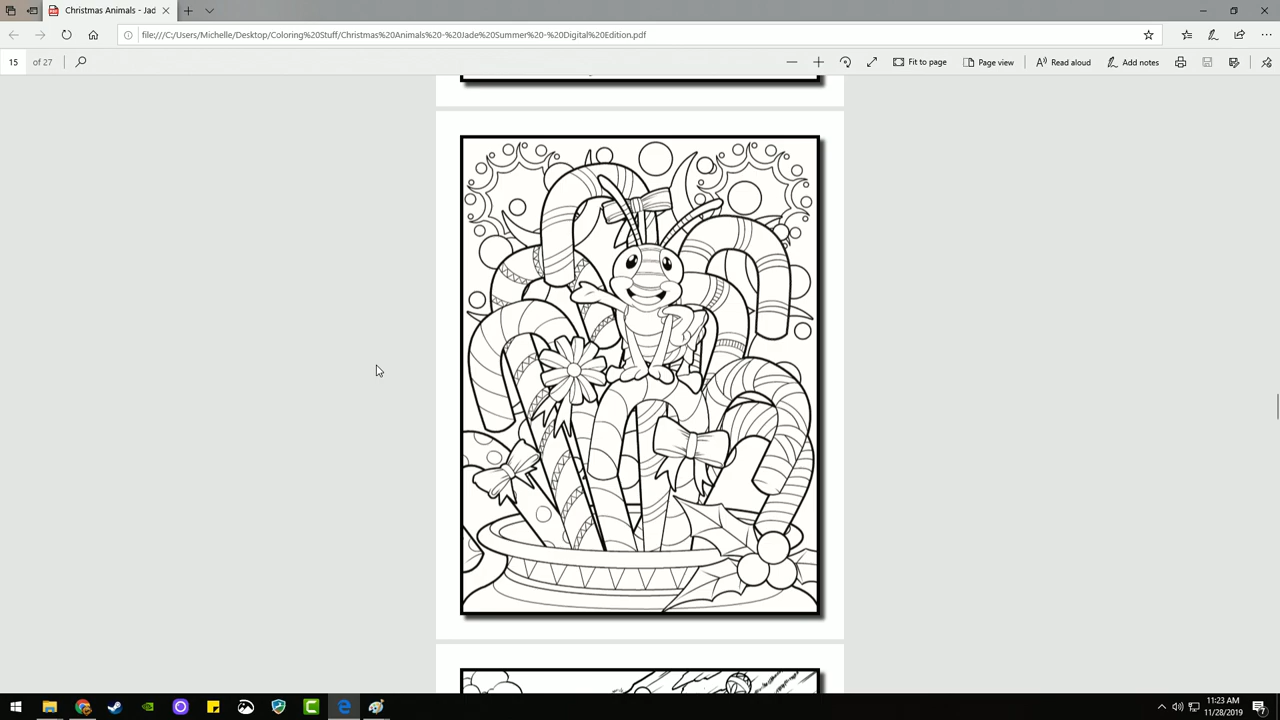 Christmas Animals - Jad
file:///C:/Users/Michelle/Desktop/Coloring%20Stuff/Christmas%20Animals%20-%20Jade%20Summer%20-%20Digital%20Edition.pdf
15 of 27 Fit to page Page view Read aloud Add notes
11:23 AM
11/28/2019